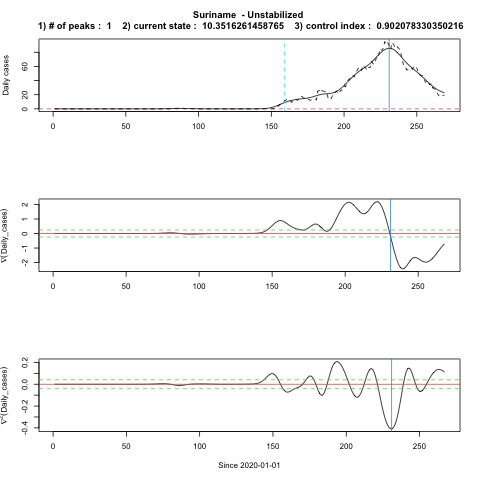 Suriname - Unstabilized
1) # of peaks : 1 2) current state : 10.3516261458765 3) control index : 0.902078330350216
Daily cases
60
20
0
0 50 100 150 200 250
∇(Daily_cases)
2
1
0
-1
-2
0 50 100 150 200 250
∇²(Daily_cases)
0.2
0.0
-0.2
-0.4
0 50 100 150 200 250
Since 2020-01-01